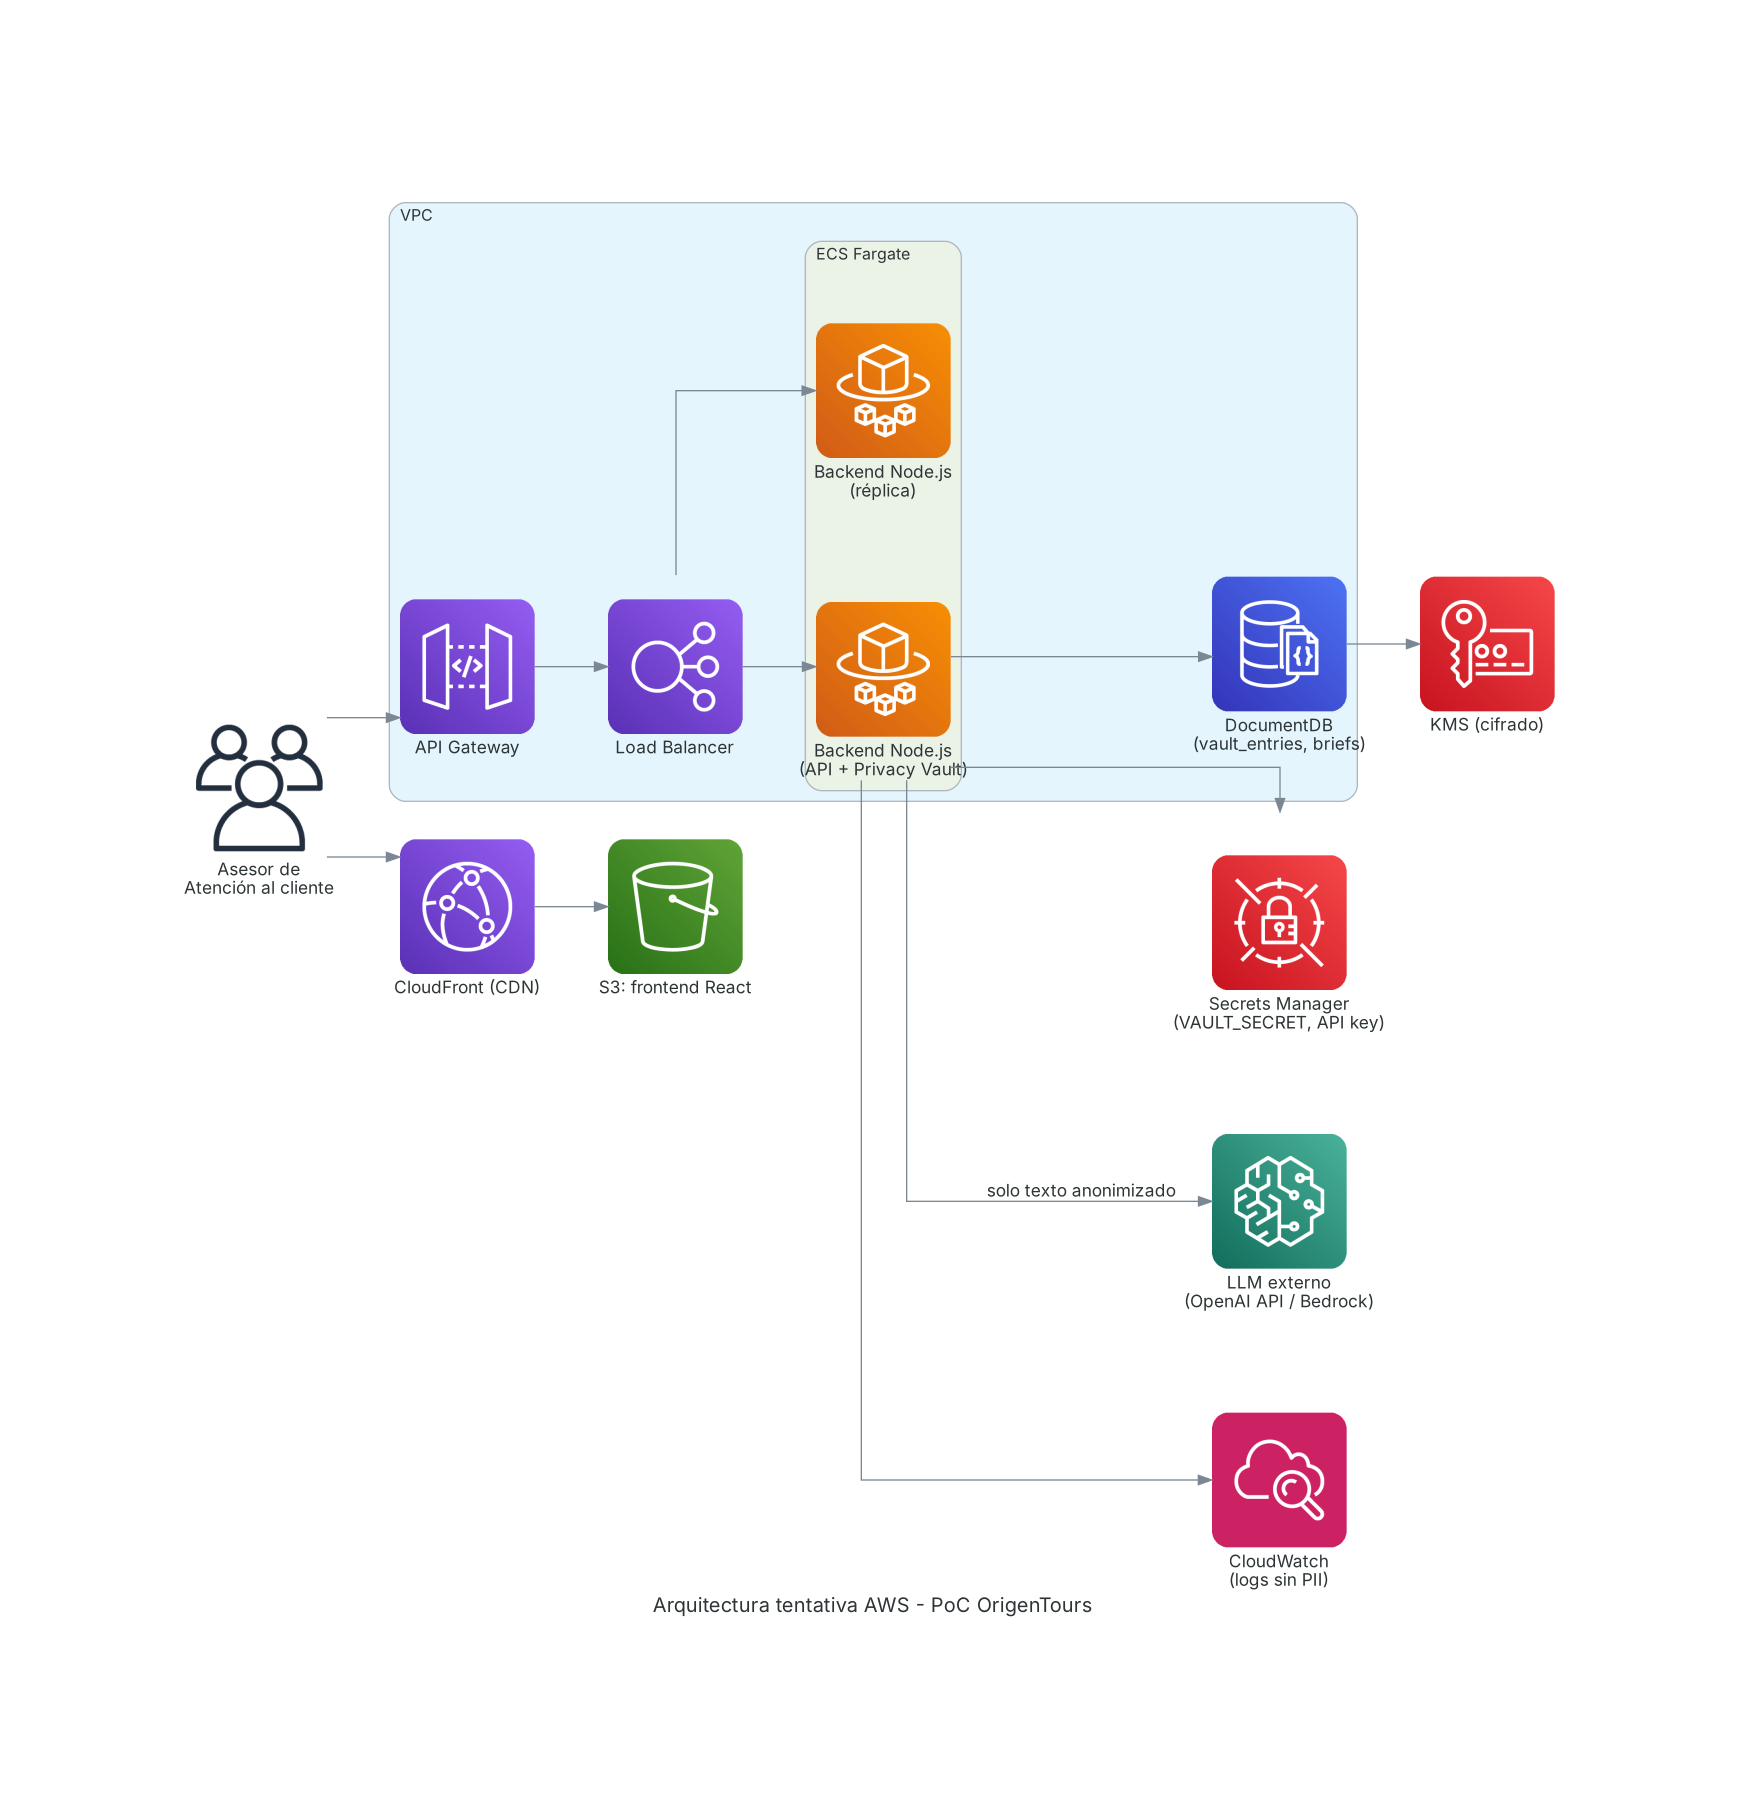 VPC
ECS Fargate
Backend Node.js
(réplica)
API Gateway
Load Balancer
Backend Node.js
(API + Privacy Vault)
DocumentDB
(vault_entries, briefs)
KMS (cifrado)
Asesor de
Atención al cliente
CloudFront (CDN)
S3: frontend React
Secrets Manager
(VAULT_SECRET, API key)
solo texto anonimizado
LLM externo
(OpenAI API / Bedrock)
CloudWatch
(logs sin PII)
Arquitectura tentativa AWS - PoC OrigenTours